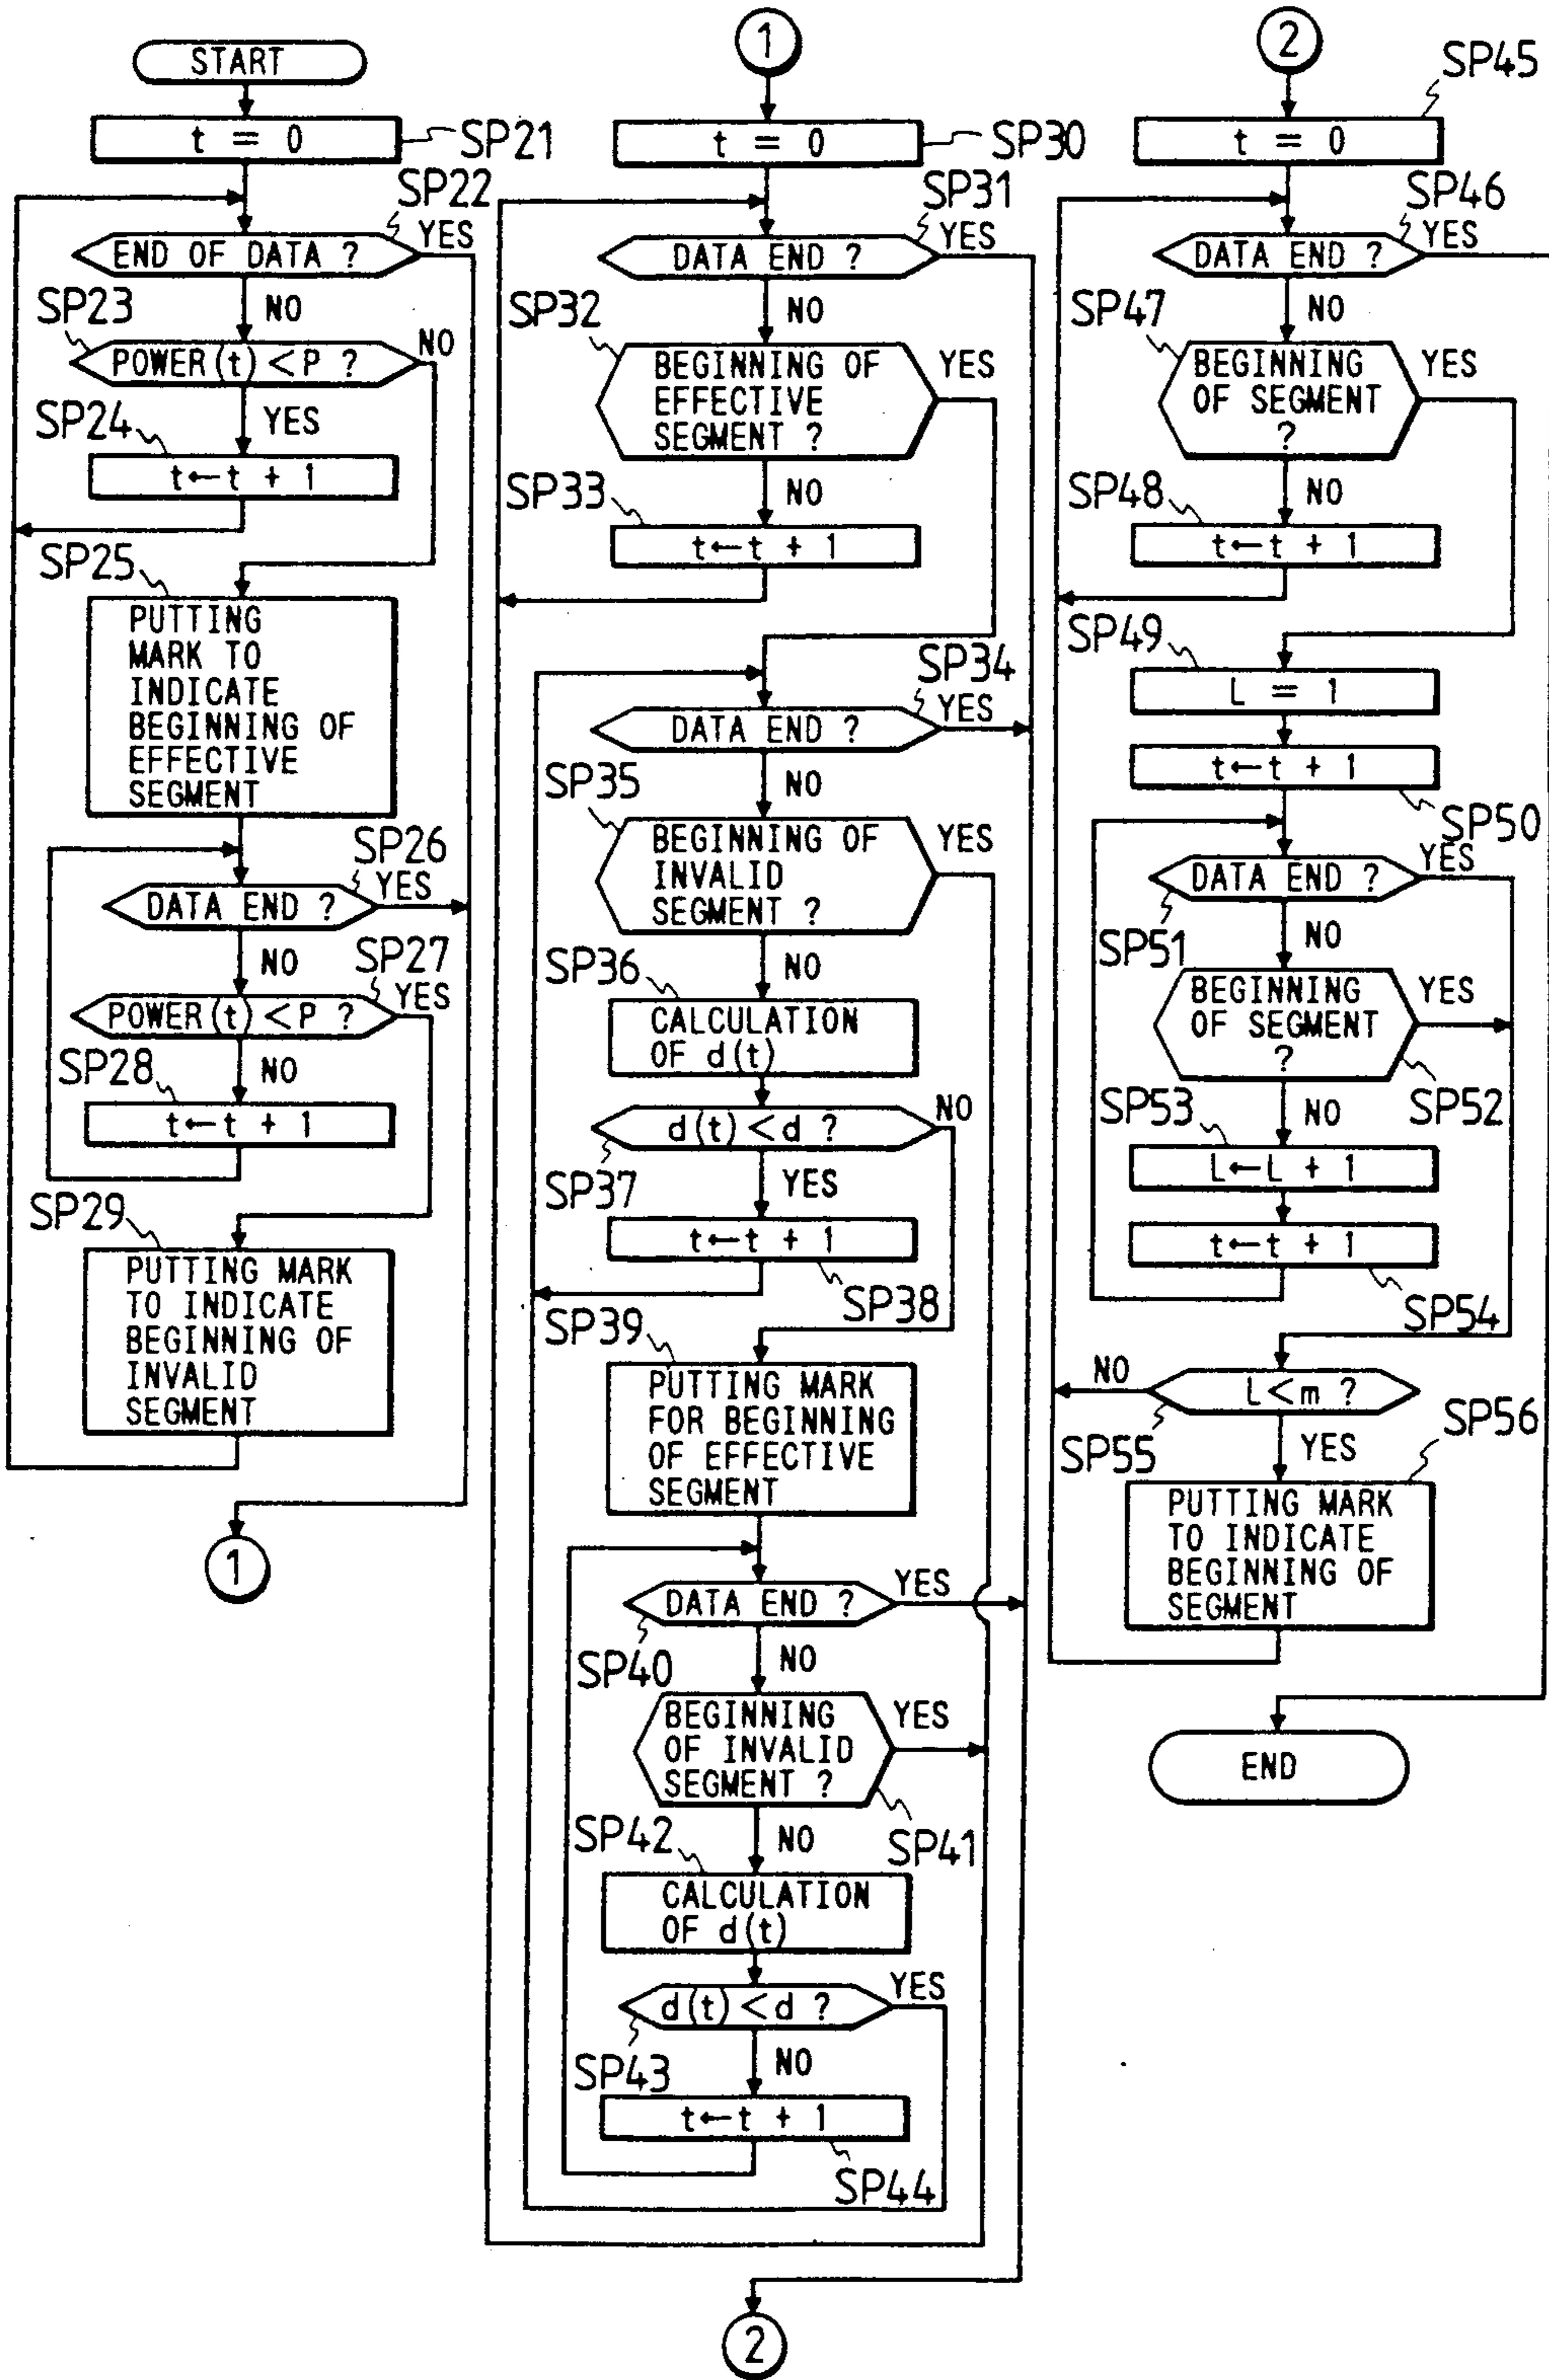 START
t = 0
SP21
SP22
END OF DATA ?
YES
NO
SP23
POWER(t) <P ?
NO
YES
SP24
t←t + 1
SP25
PUTTING
MARK TO
INDICATE
BEGINNING OF
EFFECTIVE
SEGMENT
SP26
DATA END ?
YES
NO
SP27
POWER(t) <P ?
YES
NO
SP28
t←t + 1
SP29
PUTTING MARK
TO INDICATE
BEGINNING OF
INVALID
SEGMENT
1
1
t = 0
SP30
SP31
DATA END ?
YES
NO
SP32
BEGINNING OF
EFFECTIVE
SEGMENT ?
YES
NO
SP33
t←t + 1
SP34
DATA END ?
YES
NO
SP35
BEGINNING OF
INVALID
SEGMENT ?
YES
NO
SP36
CALCULATION
OF d(t)
d(t) <d ?
NO
SP37
YES
t←t + 1
SP38
SP39
PUTTING MARK
FOR BEGINNING
OF EFFECTIVE
SEGMENT
DATA END ?
YES
SP40
NO
BEGINNING
OF INVALID
SEGMENT ?
YES
SP41
NO
SP42
CALCULATION
OF d(t)
d(t) <d ?
YES
SP43
NO
t←t + 1
SP44
2
2
SP45
t = 0
SP46
DATA END ?
YES
NO
SP47
BEGINNING
OF SEGMENT
?
YES
NO
SP48
t←t + 1
SP49
L = 1
t←t + 1
SP50
DATA END ?
YES
SP51
NO
BEGINNING
OF SEGMENT
?
YES
SP52
NO
SP53
L←L + 1
t←t + 1
SP54
L<m ?
NO
SP55
YES
SP56
PUTTING MARK
TO INDICATE
BEGINNING OF
SEGMENT
END